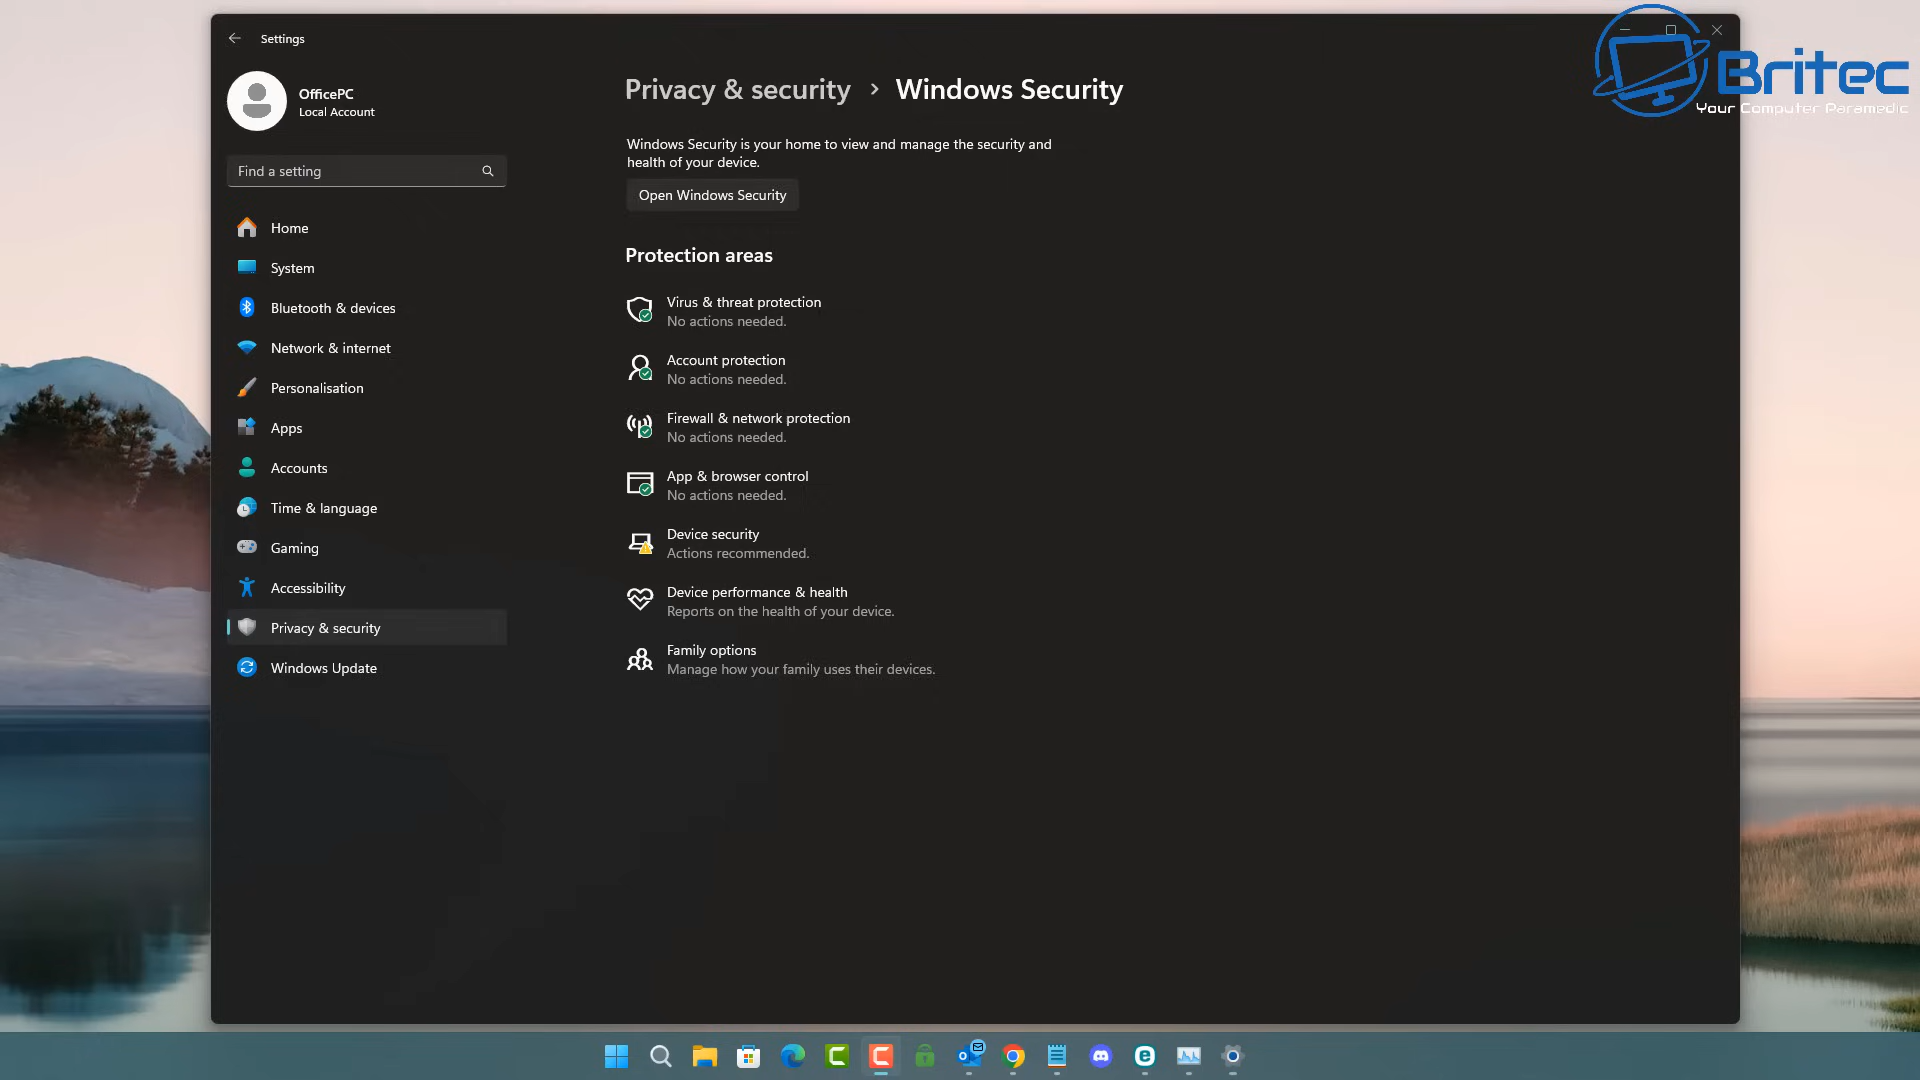 Settings
OfficePC
Local Account
Find a setting
Home
System
Bluetooth & devices
Network & internet
Personalisation
Apps
Accounts
Time & language
Gaming
Accessibility
Privacy & security
Windows Update
Privacy & security > Windows Security
Windows Security is your home to view and manage the security and
health of your device.
Open Windows Security
Protection areas
Virus & threat protection
No actions needed.
Account protection
No actions needed.
Firewall & network protection
No actions needed.
App & browser control
No actions needed.
Device security
Actions recommended.
Device performance & health
Reports on the health of your device.
Family options
Manage how your family uses their devices.
Britec
Your Computer Paramedic